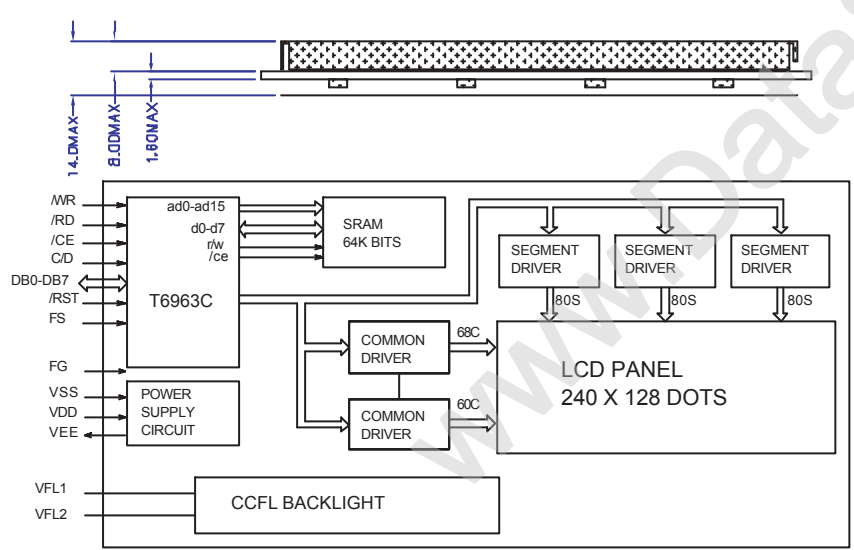 14.0MAX
8.00MAX
1.60MAX
www.Data
/WR
/RD
/CE
C/D
DB0-DB7
/RST
FS
FG
VSS
VDD
VEE
VFL1
VFL2
ad0-ad15
d0-d7
r/w
/ce
T6963C
SRAM
64K BITS
SEGMENT
DRIVER
SEGMENT
DRIVER
SEGMENT
DRIVER
80S
80S
80S
COMMON
DRIVER
68C
COMMON
DRIVER
60C
LCD PANEL
240 X 128 DOTS
POWER
SUPPLY
CIRCUIT
CCFL BACKLIGHT